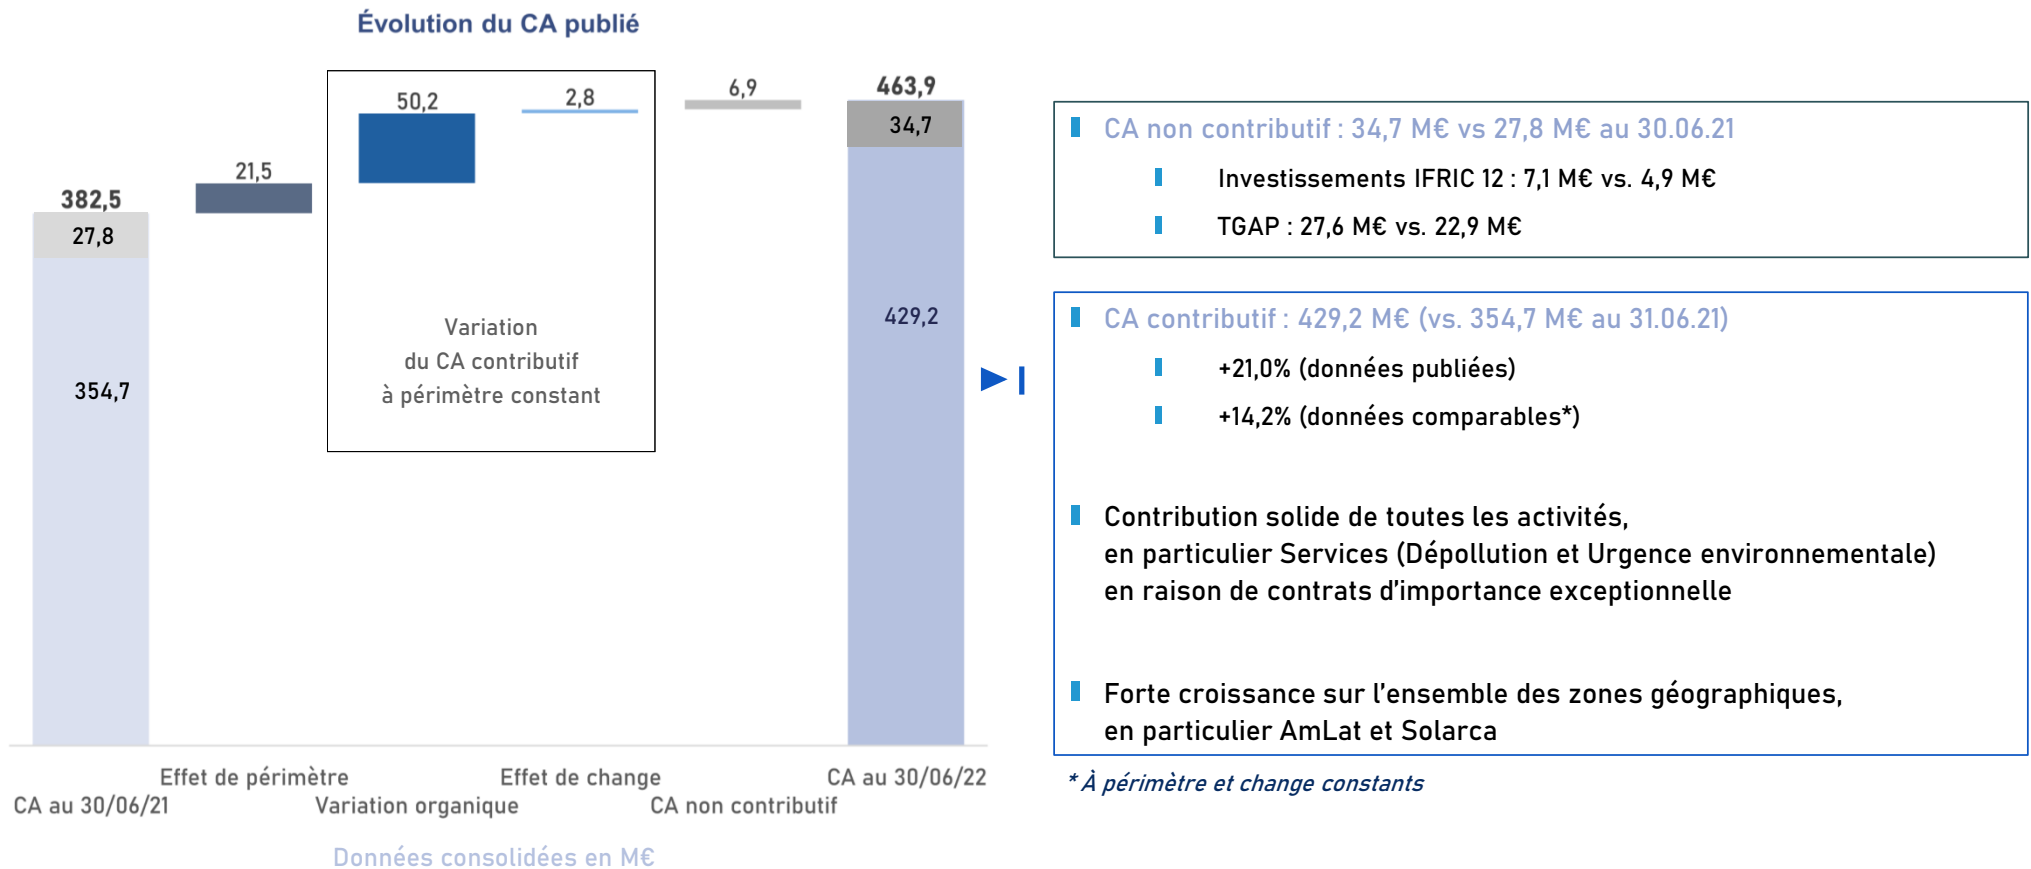 Évolution du CA publié
382,5
27,8
354,7
21,5
50,2
2,8
Variation
du CA contributif
à périmètre constant
6,9
463,9
34,7
429,2
CA au 30/06/21
Effet de périmètre
Variation organique
Effet de change
CA non contributif
CA au 30/06/22
Données consolidées en M€
CA non contributif : 34,7 M€ vs 27,8 M€ au 30.06.21
Investissements IFRIC 12 : 7,1 M€ vs. 4,9 M€
TGAP : 27,6 M€ vs. 22,9 M€
CA contributif : 429,2 M€ (vs. 354,7 M€ au 31.06.21)
+21,0% (données publiées)
+14,2% (données comparables*)
Contribution solide de toutes les activités,
en particulier Services (Dépollution et Urgence environnementale)
en raison de contrats d’importance exceptionnelle
Forte croissance sur l’ensemble des zones géographiques,
en particulier AmLat et Solarca
* À périmètre et change constants